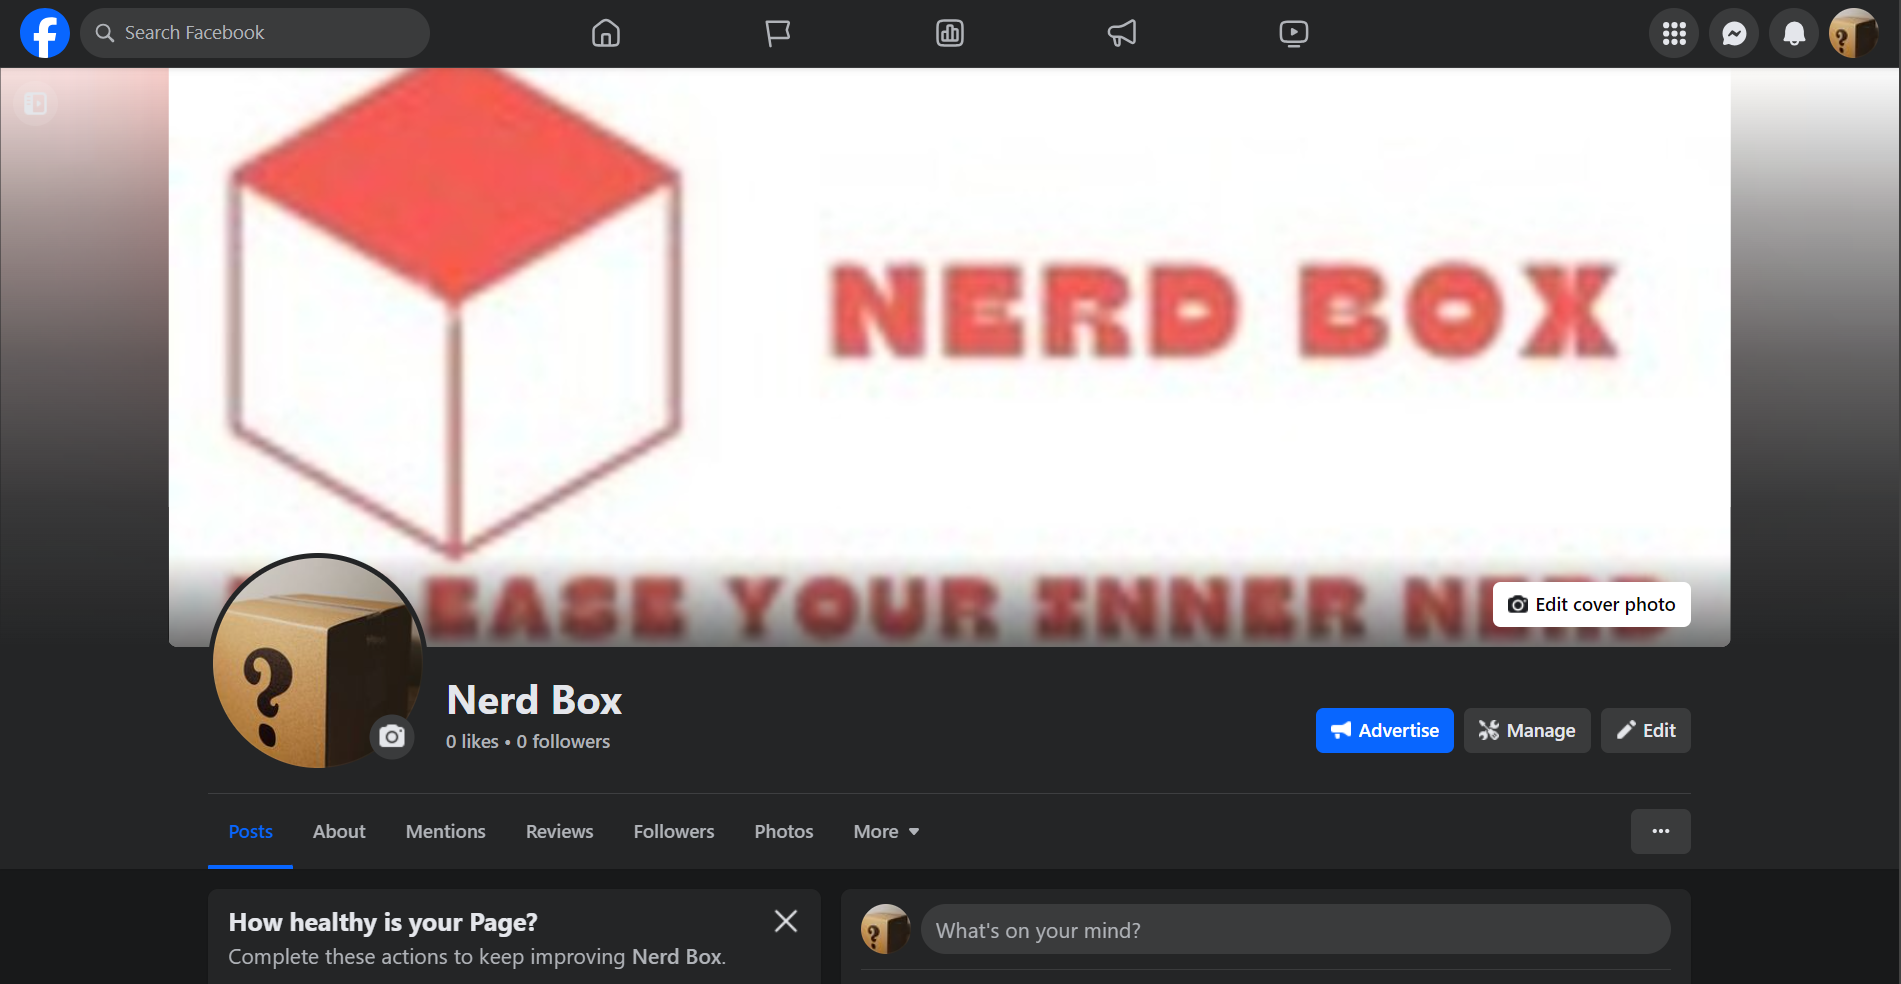 Search Facebook
NERD BOX
EASE YOUR INNER
Edit cover photo
Nerd Box
0 likes • 0 followers
Advertise
Manage
Edit
Posts
About
Mentions
Reviews
Followers
Photos
More
How healthy is your Page?
Complete these actions to keep improving Nerd Box.
What's on your mind?